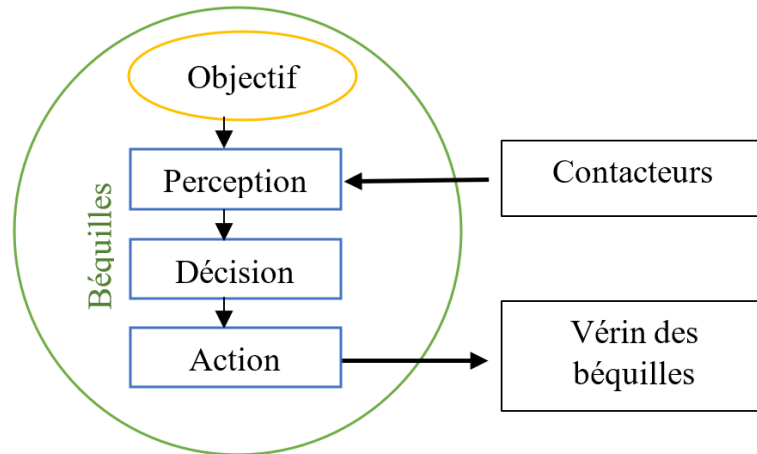 Objectif
Perception
Contacteurs
Béquilles
Décision
Action
Vérin des
béquilles